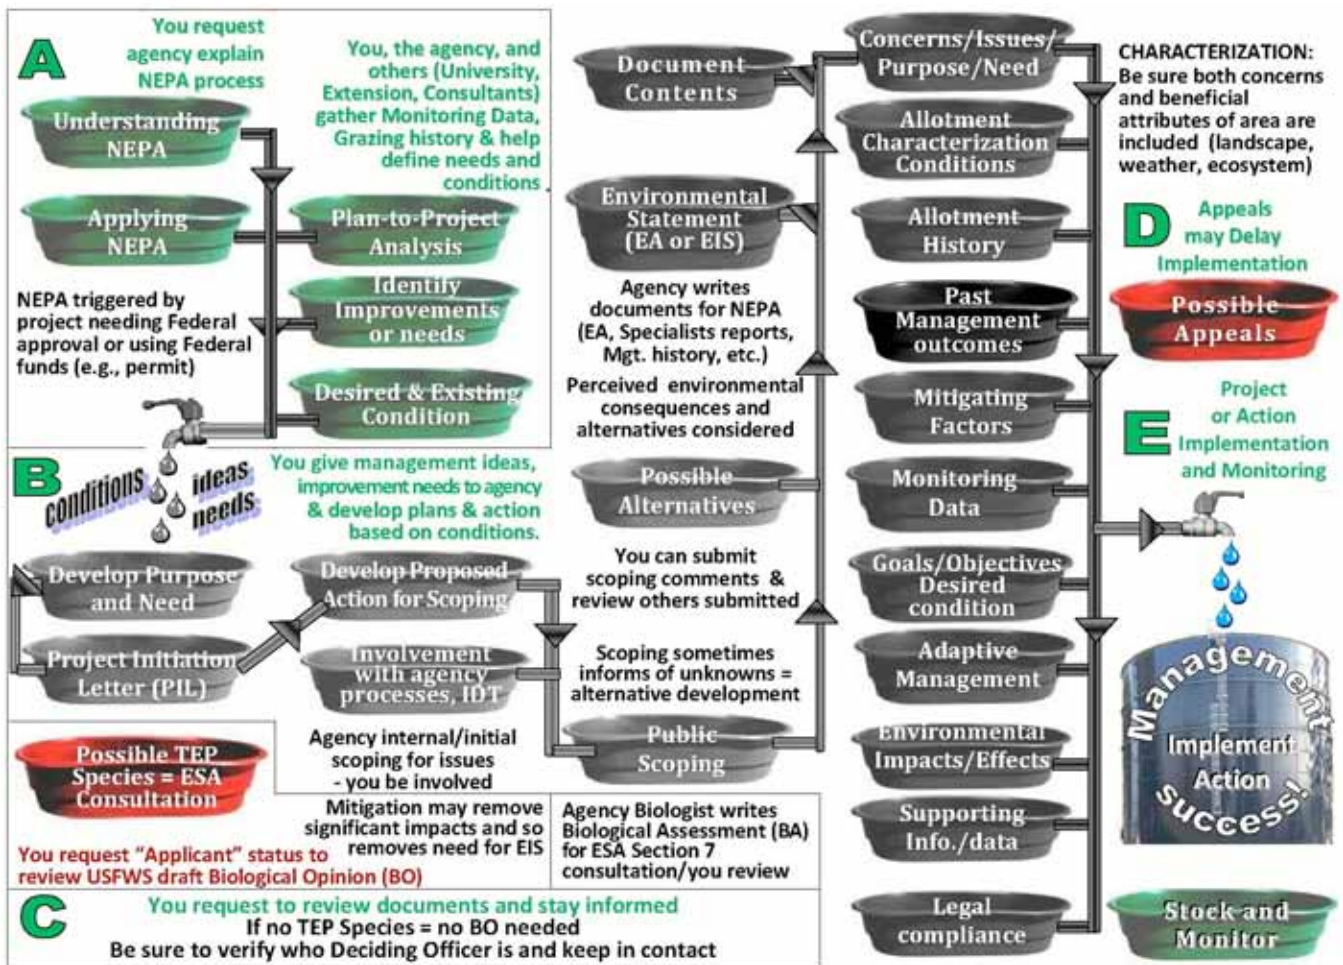 A
You request
agency explain
NEPA process
Understanding
NEPA
Applying
NEPA
You, the agency, and
others (University,
Extension, Consultants)
gather Monitoring Data,
Grazing history & help
define needs and
conditions
Plan-to-Project
Analysis
Identify
Improvements
or needs
Desired & Existing
Condition
NEPA triggered by
project needing Federal
approval or using Federal
funds (e.g., permit)
B
conditions
ideas
needs
You give management ideas,
improvement needs to agency
& develop plans & action
based on conditions.
Develop Purpose
and Need
Project Initiation
Letter (PIL)
Develop Proposed
Action for Scoping
Involvement
with agency
processes, IDT
Agency internal/initial
scoping for issues
- you be involved
Possible TEP
Species = ESA
Consultation
Mitigation may remove
significant impacts and so
removes need for EIS
You request "Applicant" status to
review USFWS draft Biological Opinion (BO)
Agency Biologist writes
Biological Assessment (BA)
for ESA Section 7
consultation/you review
C
You request to review documents and stay informed
If no TEP Species = no BO needed
Be sure to verify who Deciding Officer is and keep in contact
Document
Contents
Environmental
Statement
(EA or EIS)
Agency writes
documents for NEPA
(EA, Specialists reports,
Mgt. history, etc.)
Perceived environmental
consequences and
alternatives considered
Possible
Alternatives
You can submit
scoping comments &
review others submitted
Scoping sometimes
informs of unknowns =
alternative development
Public
Scoping
Concerns/Issues/
Purpose/Need
Allotment
Characterization
Conditions
Allotment
History
Past
Management
outcomes
Mitigating
Factors
Monitoring
Data
Goals/Objectives
Desired
condition
Adaptive
Management
Environmental
Impacts/Effects
Supporting
Info./data
Legal
compliance
CHARACTERIZATION:
Be sure both concerns
and beneficial
attributes of area are
included (landscape,
weather, ecosystem)
D
Appeals
may Delay
Implementation
Possible
Appeals
E
Project
or Action
Implementation
and Monitoring
Management
Implement
Action
success!
Stock and
Monitor